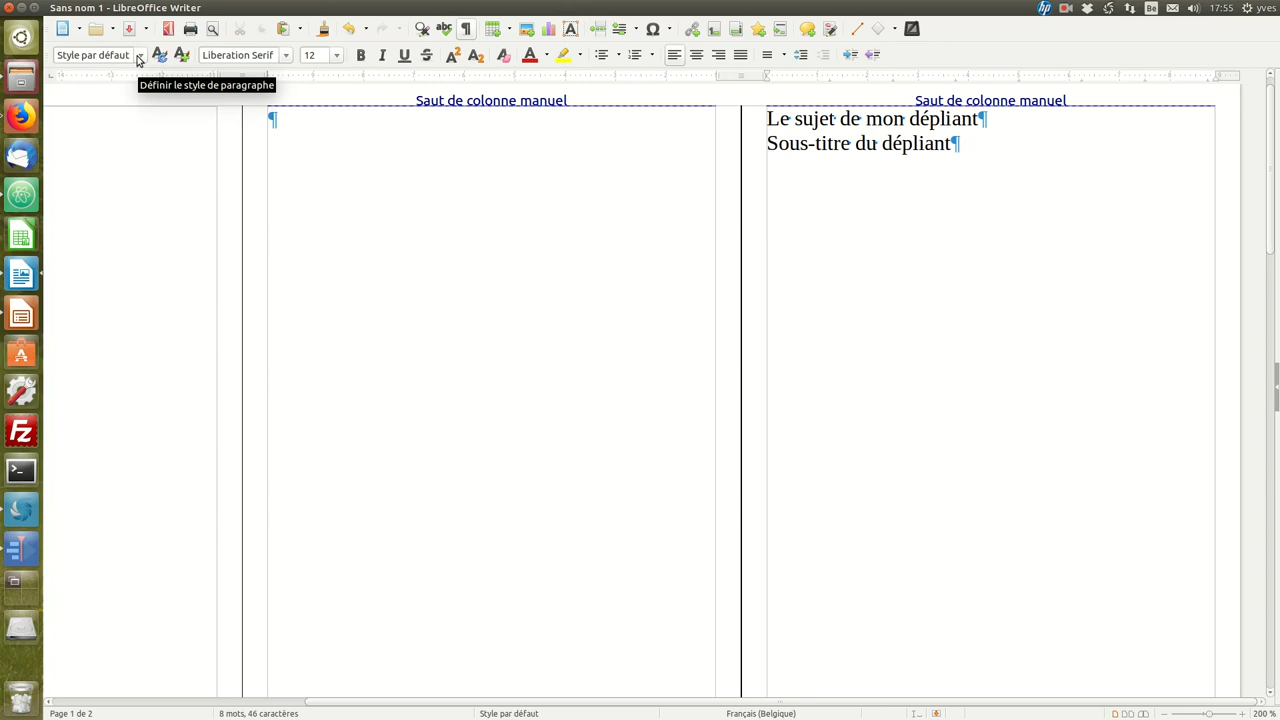 Sans nom 1 - LibreOffice Writer
Be
17:55
yves
Style par défaut
Liberation Serif
12
Définir le style de paragraphe
Saut de colonne manuel
Saut de colonne manuel
¶
Le sujet de mon dépliant¶
Sous-titre du dépliant¶
Page 1 de 2
8 mots, 46 caractères
Style par défaut
Français (Belgique)
200 %